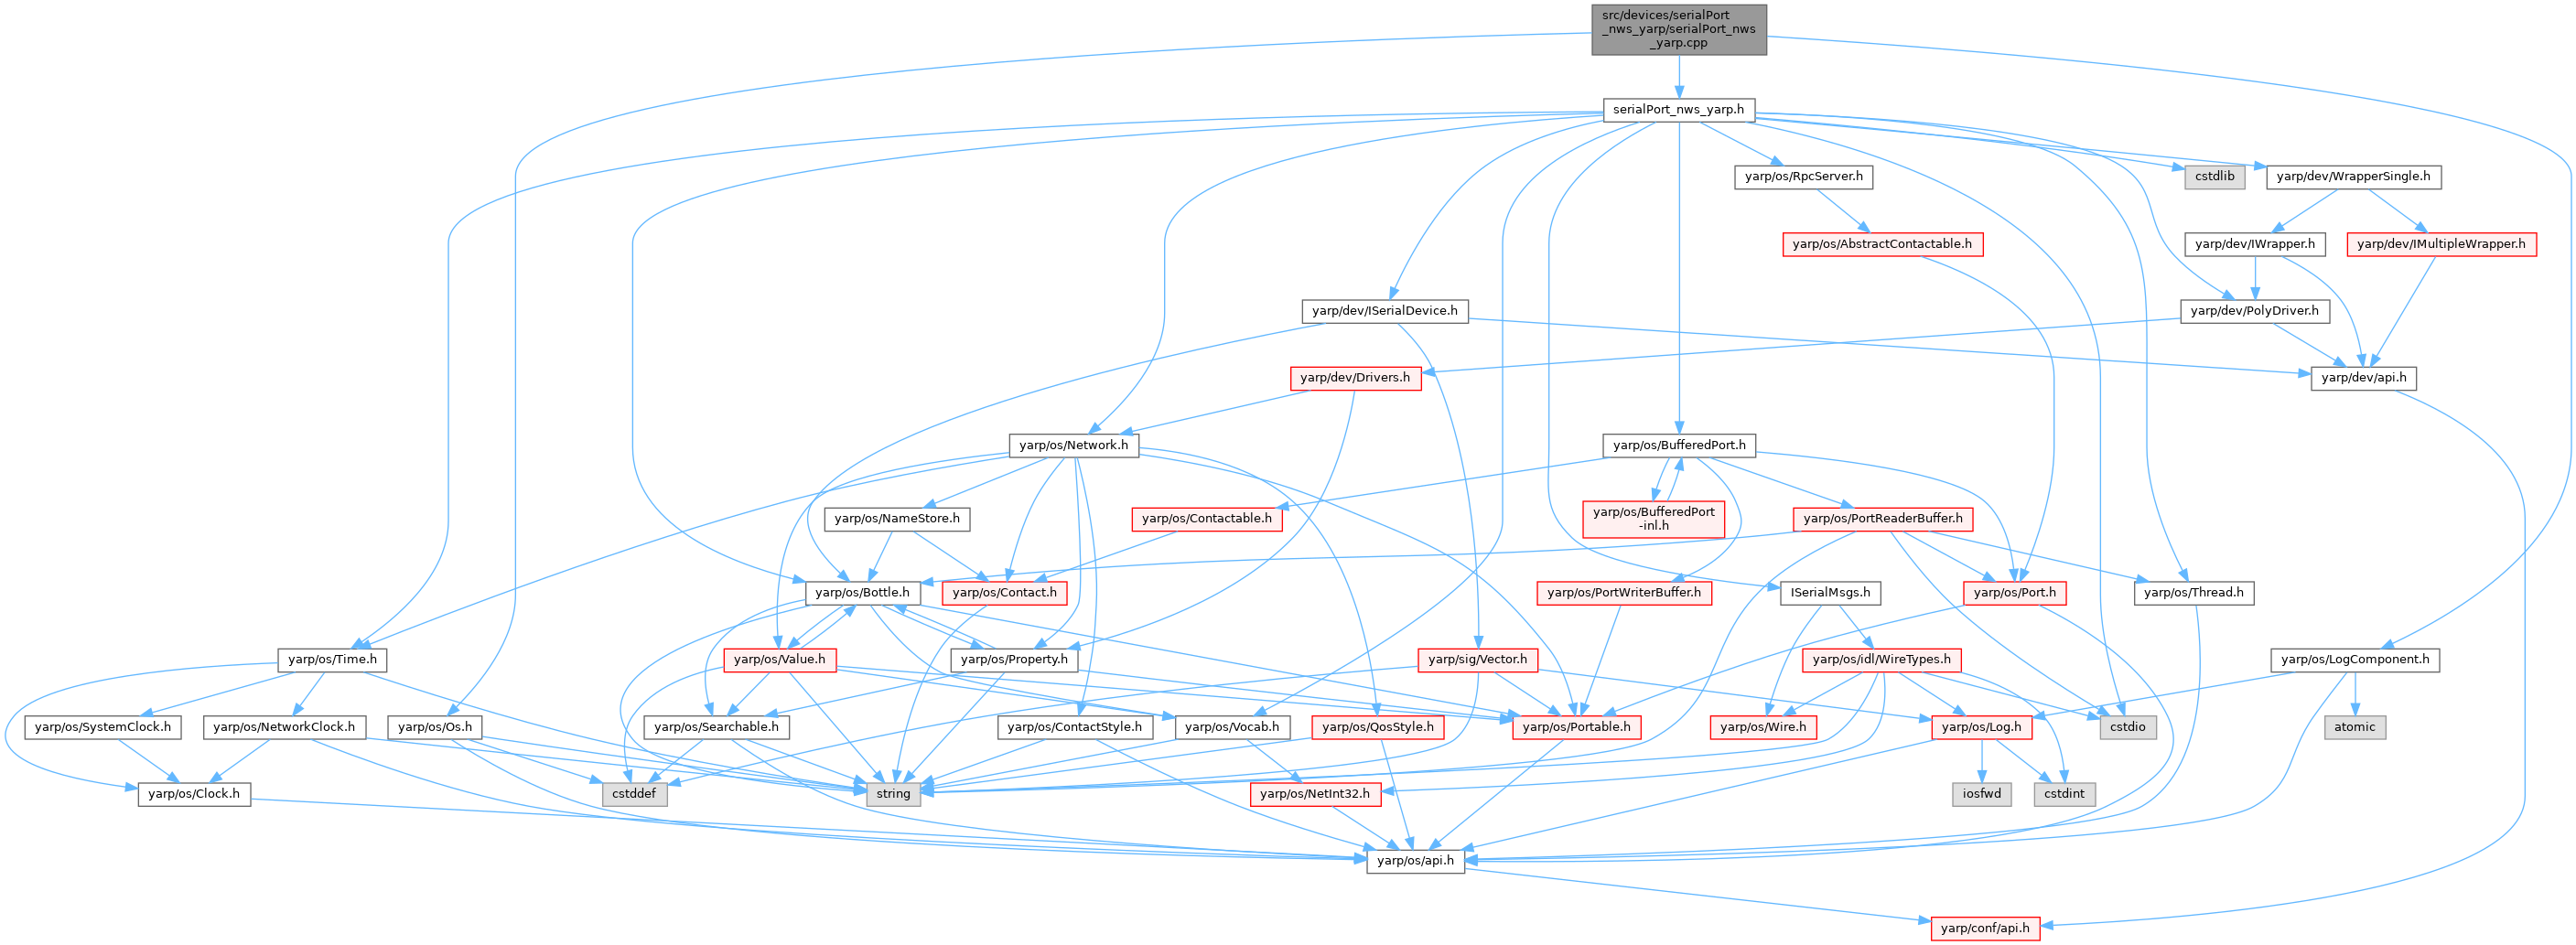 src/devices/serialPort
_nws_yarp/serialPort_nws
_yarp.cpp
serialPort_nws_yarp.h
yarp/os/RpcServer.h
cstdlib
yarp/dev/WrapperSingle.h
yarp/os/AbstractContactable.h
yarp/dev/IWrapper.h
yarp/dev/IMultipleWrapper.h
yarp/dev/ISerialDevice.h
yarp/dev/PolyDriver.h
yarp/dev/Drivers.h
yarp/dev/api.h
yarp/os/Network.h
yarp/os/BufferedPort.h
yarp/os/NameStore.h
yarp/os/Contactable.h
yarp/os/BufferedPort
-inl.h
yarp/os/PortReaderBuffer.h
yarp/os/Bottle.h
yarp/os/Contact.h
yarp/os/PortWriterBuffer.h
ISerialMsgs.h
yarp/os/Port.h
yarp/os/Thread.h
yarp/os/Time.h
yarp/os/Value.h
yarp/os/Property.h
yarp/sig/Vector.h
yarp/os/idl/WireTypes.h
yarp/os/LogComponent.h
yarp/os/SystemClock.h
yarp/os/NetworkClock.h
yarp/os/Os.h
yarp/os/Searchable.h
yarp/os/ContactStyle.h
yarp/os/Vocab.h
yarp/os/QosStyle.h
yarp/os/Portable.h
yarp/os/Wire.h
yarp/os/Log.h
cstdio
atomic
yarp/os/Clock.h
cstddef
string
yarp/os/NetInt32.h
iosfwd
cstdint
yarp/os/api.h
yarp/conf/api.h